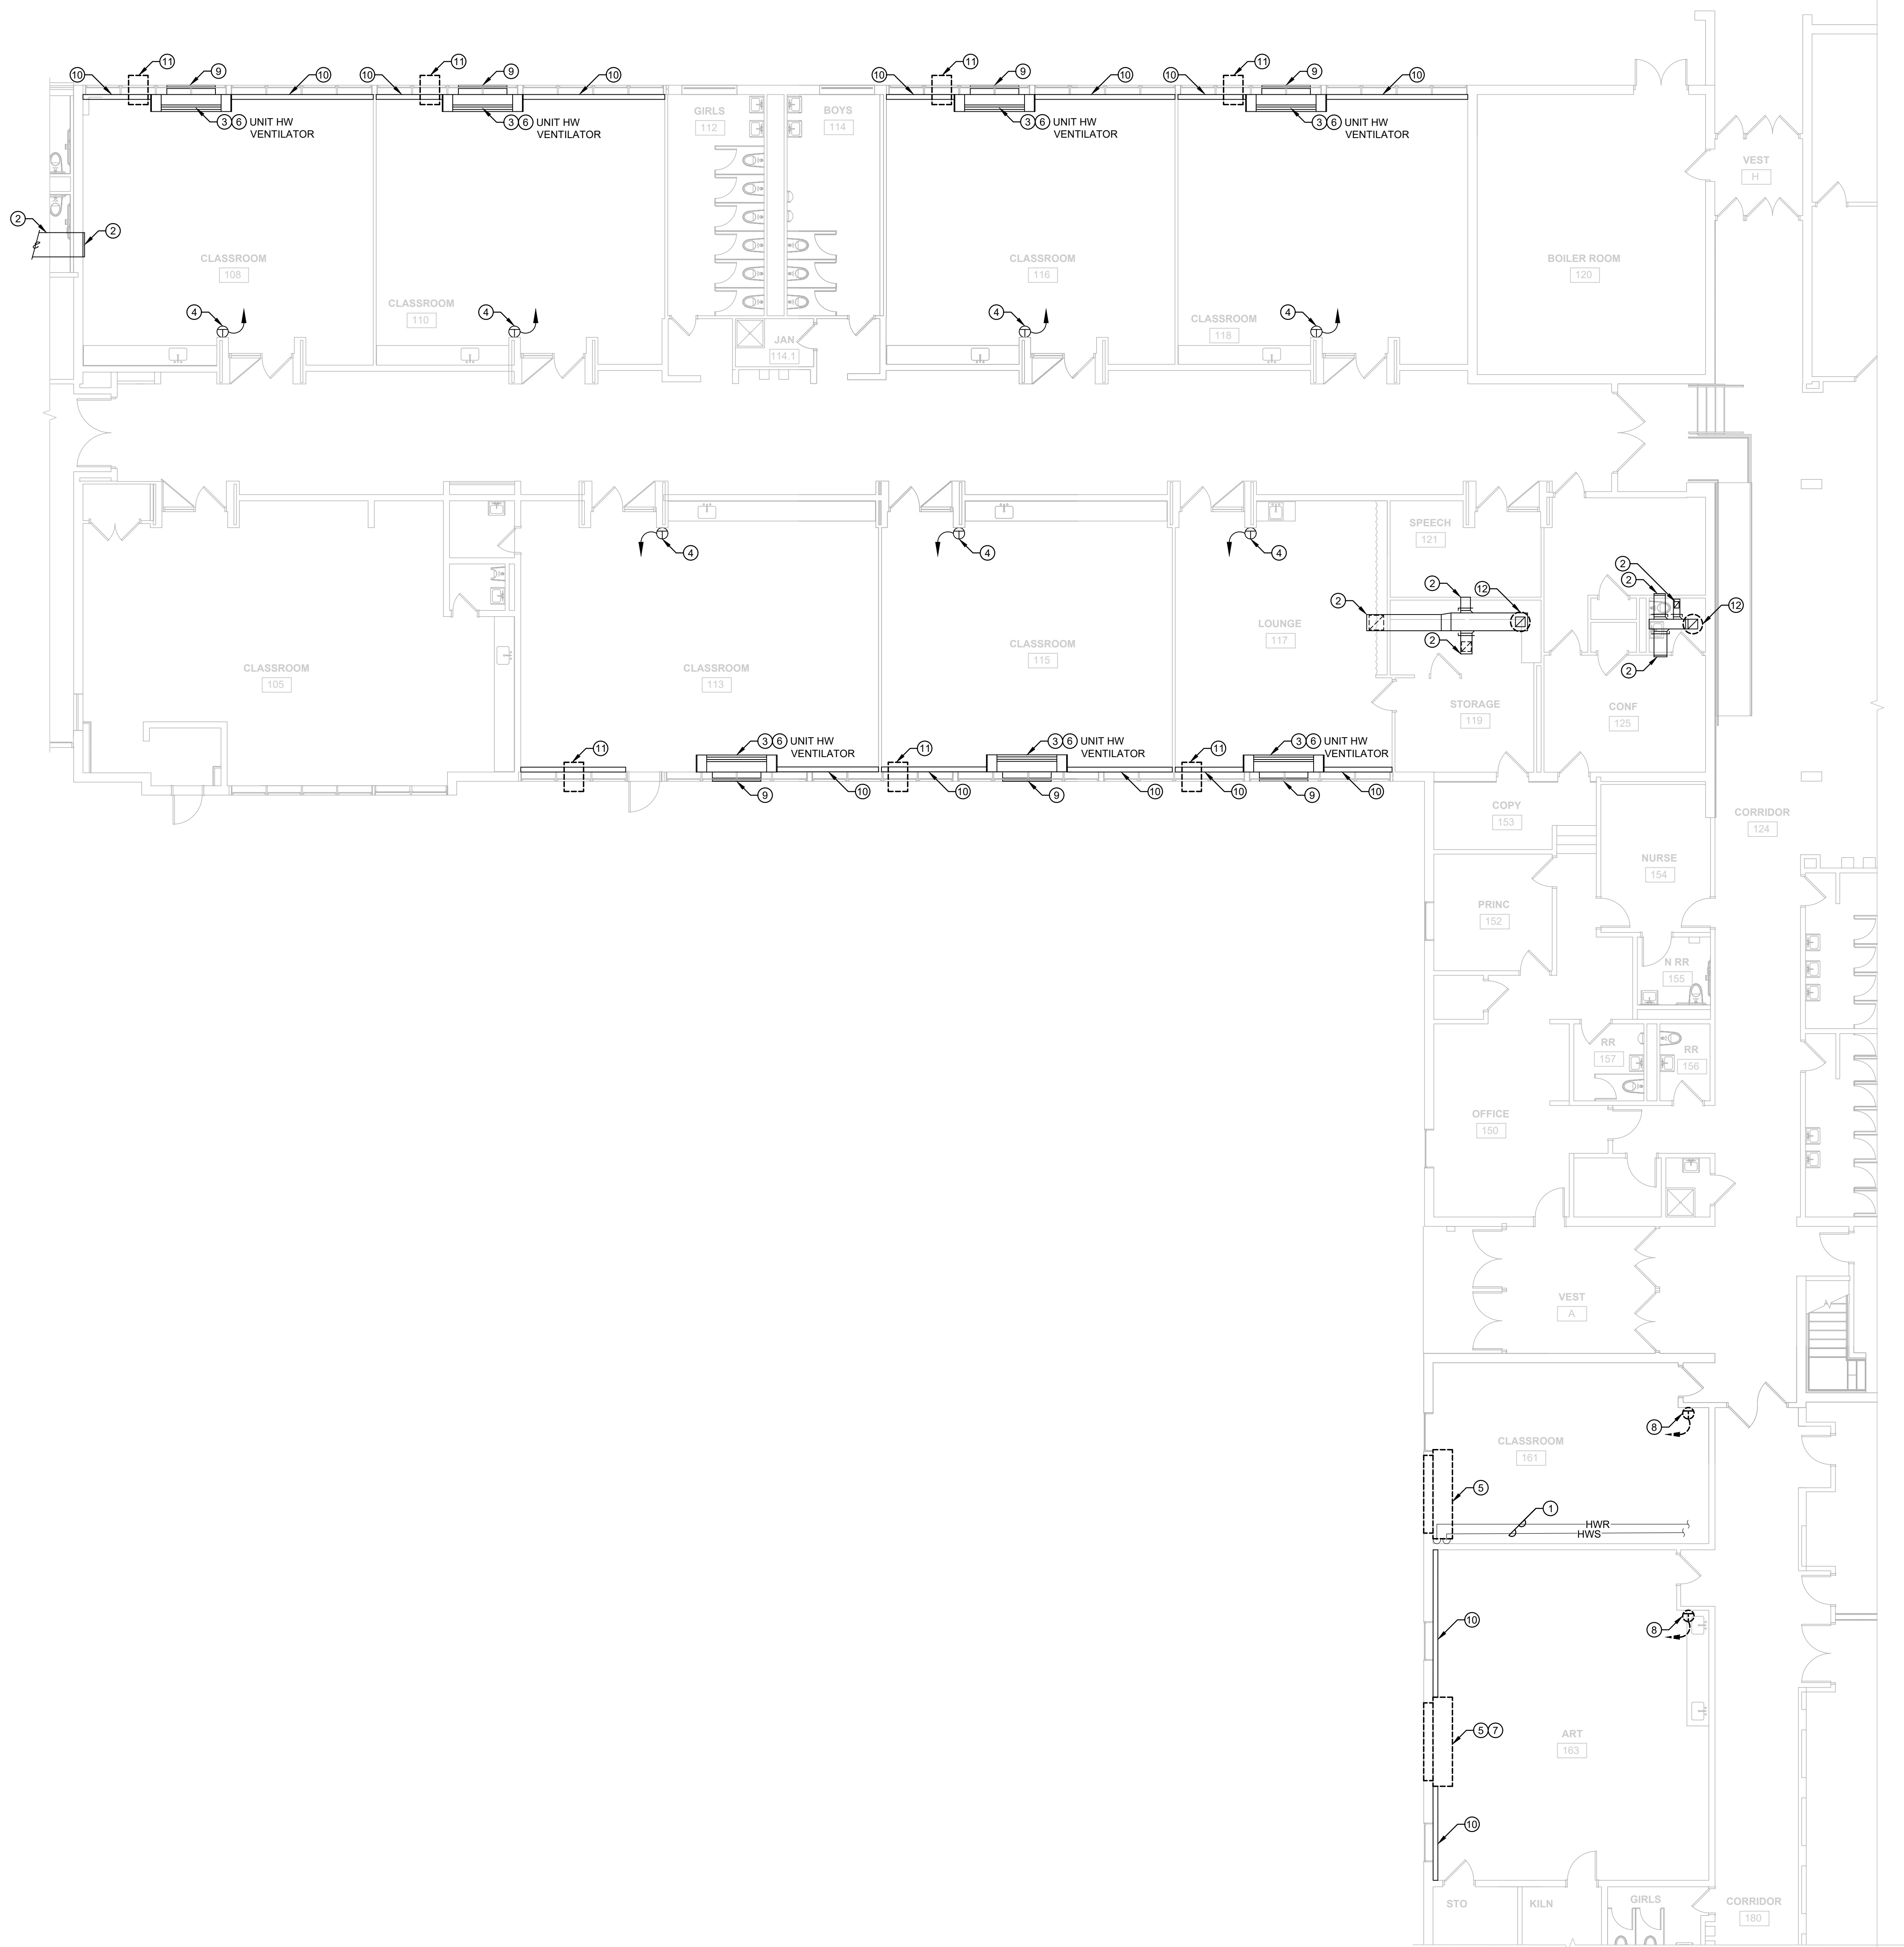 11
9
11
9
11
9
11
9
10
10
10
10
10
10
10
10
3 6 UNIT HW
VENTILATOR
3 6 UNIT HW
VENTILATOR
GIRLS
112
BOYS
114
3 6 UNIT HW
VENTILATOR
3 6 UNIT HW
VENTILATOR
VEST
H
2
2
CLASSROOM
108
CLASSROOM
116
BOILER ROOM
120
CLASSROOM
110
CLASSROOM
118
4
4
4
4
JAN
114.1
SPEECH
121
4
4
4
2
2
2
12
2
12
2
2
LOUNGE
117
CLASSROOM
105
CLASSROOM
113
CLASSROOM
115
STORAGE
119
CONF
125
11
3 6 UNIT HW
VENTILATOR
11
3 6 UNIT HW
VENTILATOR
11
3 6 UNIT HW
VENTILATOR
9
10
10
9
10
10
9
10
COPY
153
CORRIDOR
124
NURSE
154
PRINC
152
N RR
155
RR
157
RR
156
OFFICE
150
VEST
A
8
CLASSROOM
161
5
1
HWR
HWS
10
8
5 7
ART
163
10
STO
KILN
GIRLS
CORRIDOR
180